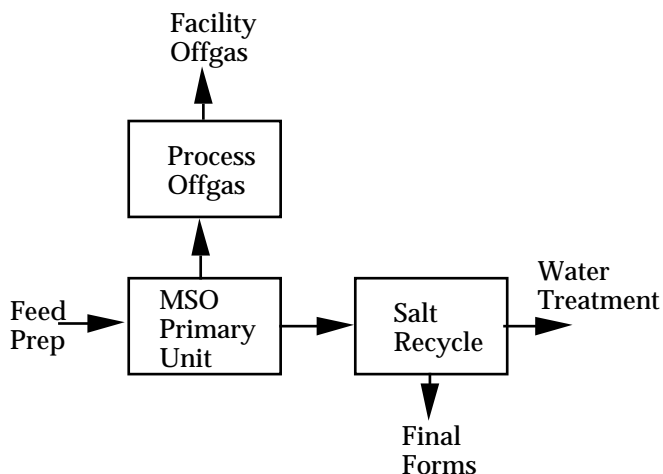 Facility
Offgas
Process
Offgas
Feed
Prep
MSO
Primary
Unit
Salt
Recycle
Water
Treatment
Final
Forms